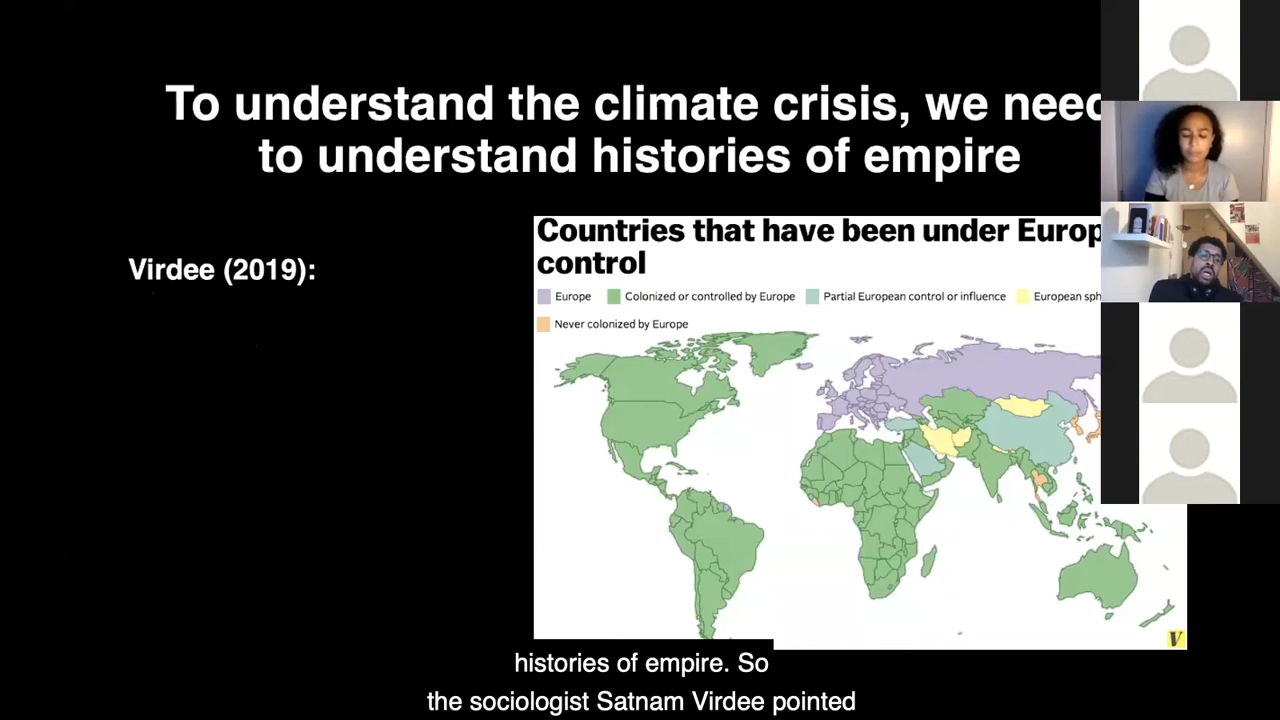 To understand the climate crisis, we need
to understand histories of empire
Virdee (2019):
Countries that have been under Europ
control
Europe
Colonized or controlled by Europe
Partial European control or influence
European sph
Never colonized by Europe
V
histories of empire. So
the sociologist Satnam Virdee pointed